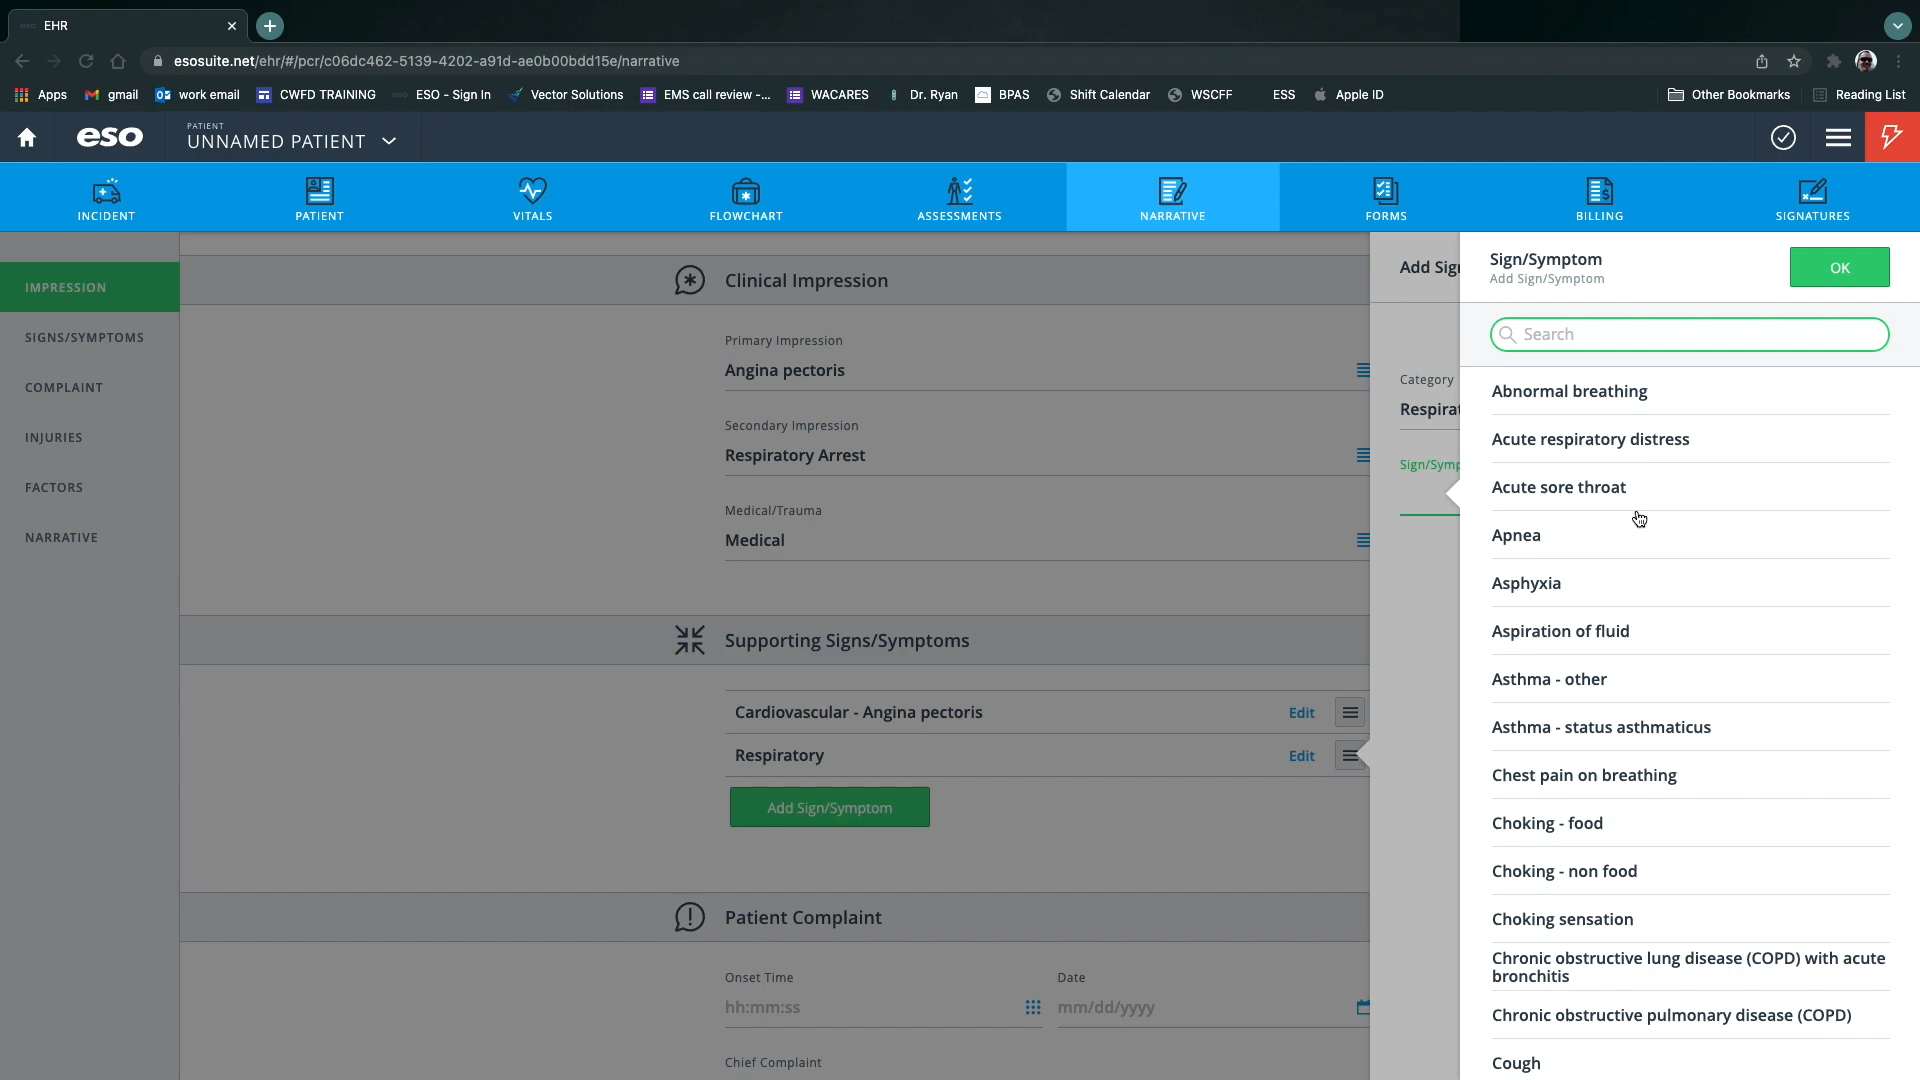 EHR
esosuite.net/ehr/#/pcr/c06dc462-5139-4202-a91d-ae0b00bdd15e/narrative
Apps gmail work email CWFD TRAINING ESO - Sign In Vector Solutions EMS call review -... WACARES Dr. Ryan BPAS Shift Calendar WSCFF ESS Apple ID Other Bookmarks Reading List
eso
PATIENT
UNNAMED PATIENT
INCIDENT PATIENT VITALS FLOWCHART ASSESSMENTS NARRATIVE FORMS BILLING SIGNATURES
IMPRESSION
SIGNS/SYMPTOMS
COMPLAINT
INJURIES
FACTORS
NARRATIVE
Clinical Impression
Primary Impression
Angina pectoris
Secondary Impression
Respiratory Arrest
Medical/Trauma
Medical
Supporting Signs/Symptoms
Cardiovascular - Angina pectoris Edit
Respiratory Edit
Add Sign/Symptom
Patient Complaint
Onset Time Date
hh:mm:ss mm/dd/yyyy
Chief Complaint
Add Sig
Category
Respirat
Sign/Symp
Sign/Symptom
Add Sign/Symptom
OK
Search
Abnormal breathing
Acute respiratory distress
Acute sore throat
Apnea
Asphyxia
Aspiration of fluid
Asthma - other
Asthma - status asthmaticus
Chest pain on breathing
Choking - food
Choking - non food
Choking sensation
Chronic obstructive lung disease (COPD) with acute
bronchitis
Chronic obstructive pulmonary disease (COPD)
Cough